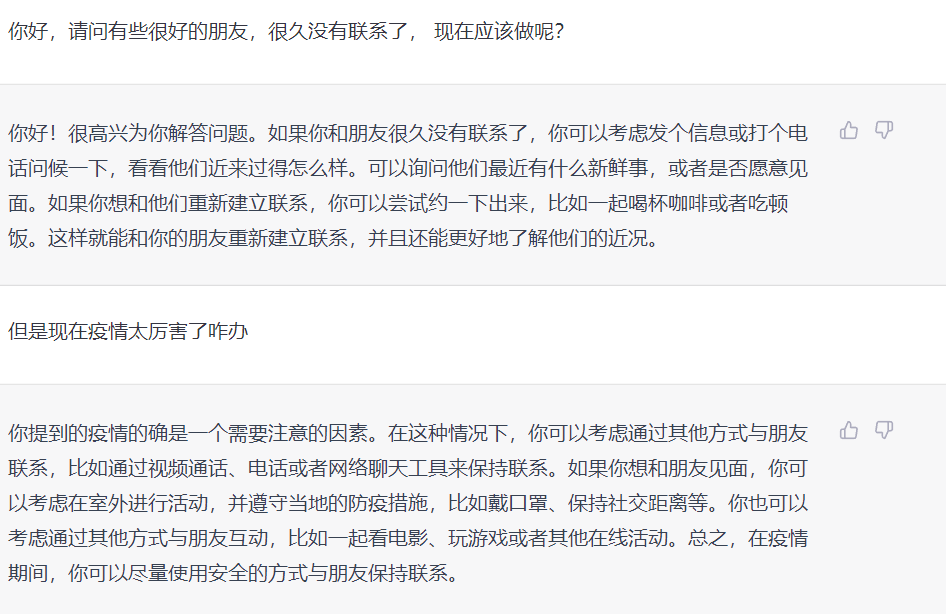 你好，请问有些很好的朋友，很久没有联系了， 现在应该做呢？
你好！很高兴为你解答问题。如果你和朋友很久没有联系了，你可以考虑发个信息或打个电
话问候一下，看看他们近来过得怎么样。可以询问他们最近有什么新鲜事，或者是否愿意见
面。如果你想和他们重新建立联系，你可以尝试约一下出来，比如一起喝杯咖啡或者吃顿
饭。这样就能和你的朋友重新建立联系，并且还能更好地了解他们的近况。
但是现在疫情太厉害了咋办
你提到的疫情的确是一个需要注意的因素。在这种情况下，你可以考虑通过其他方式与朋友
联系，比如通过视频通话、电话或者网络聊天工具来保持联系。如果你想和朋友见面，你可
以考虑在室外进行活动，并遵守当地的防疫措施，比如戴口罩、保持社交距离等。你也可以
考虑通过其他方式与朋友互动，比如一起看电影、玩游戏或者其他在线活动。总之，在疫情
期间，你可以尽量使用安全的方式与朋友保持联系。